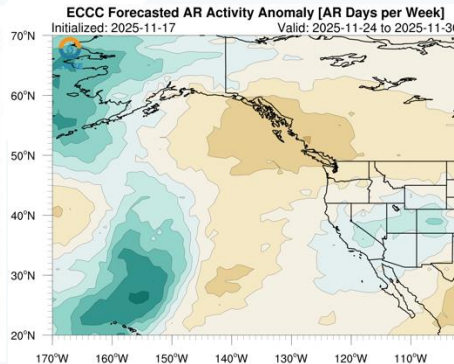 ECCC Forecasted AR Activity Anomaly [AR Days per Week]
Initialized: 2025-11-17 Valid: 2025-11-24 to 2025-11-30
70°N
60°N
50°N
40°N
30°N
20°N
170°W 160°W 150°W 140°W 130°W 120°W 110°W